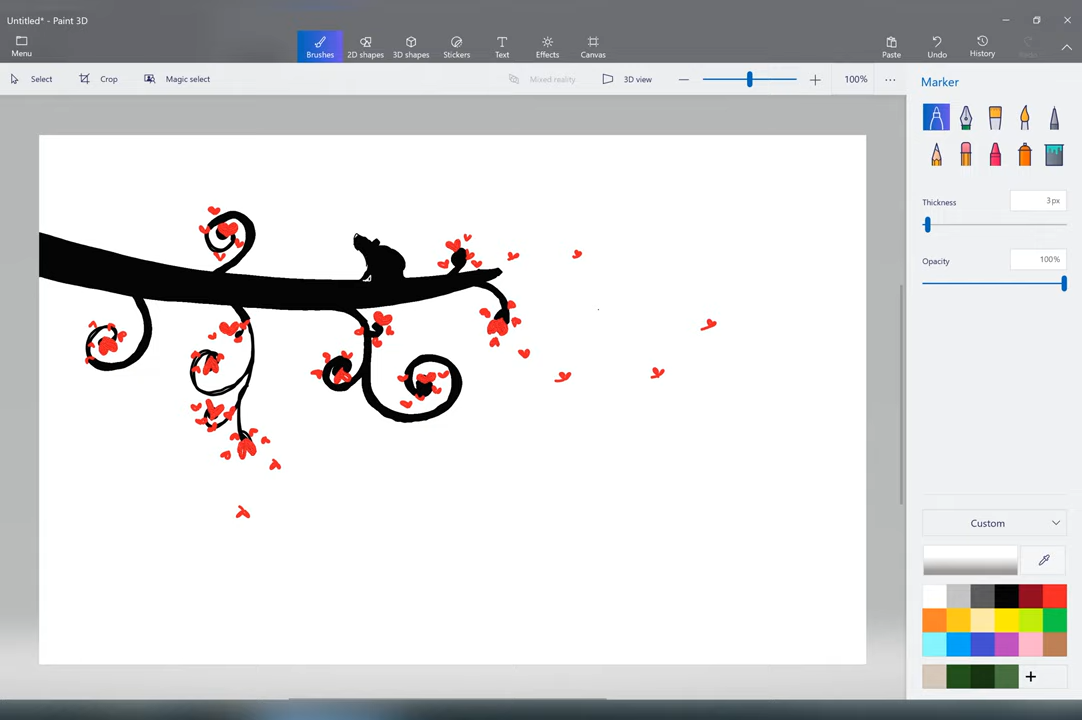 Untitled* - Paint 3D
Menu
Brushes 2D shapes 3D shapes Stickers Text Effects Canvas Paste Undo History
Select Crop Magic select Mixed reality 3D view 100%
Marker
Thickness 3px
Opacity 100%
Custom